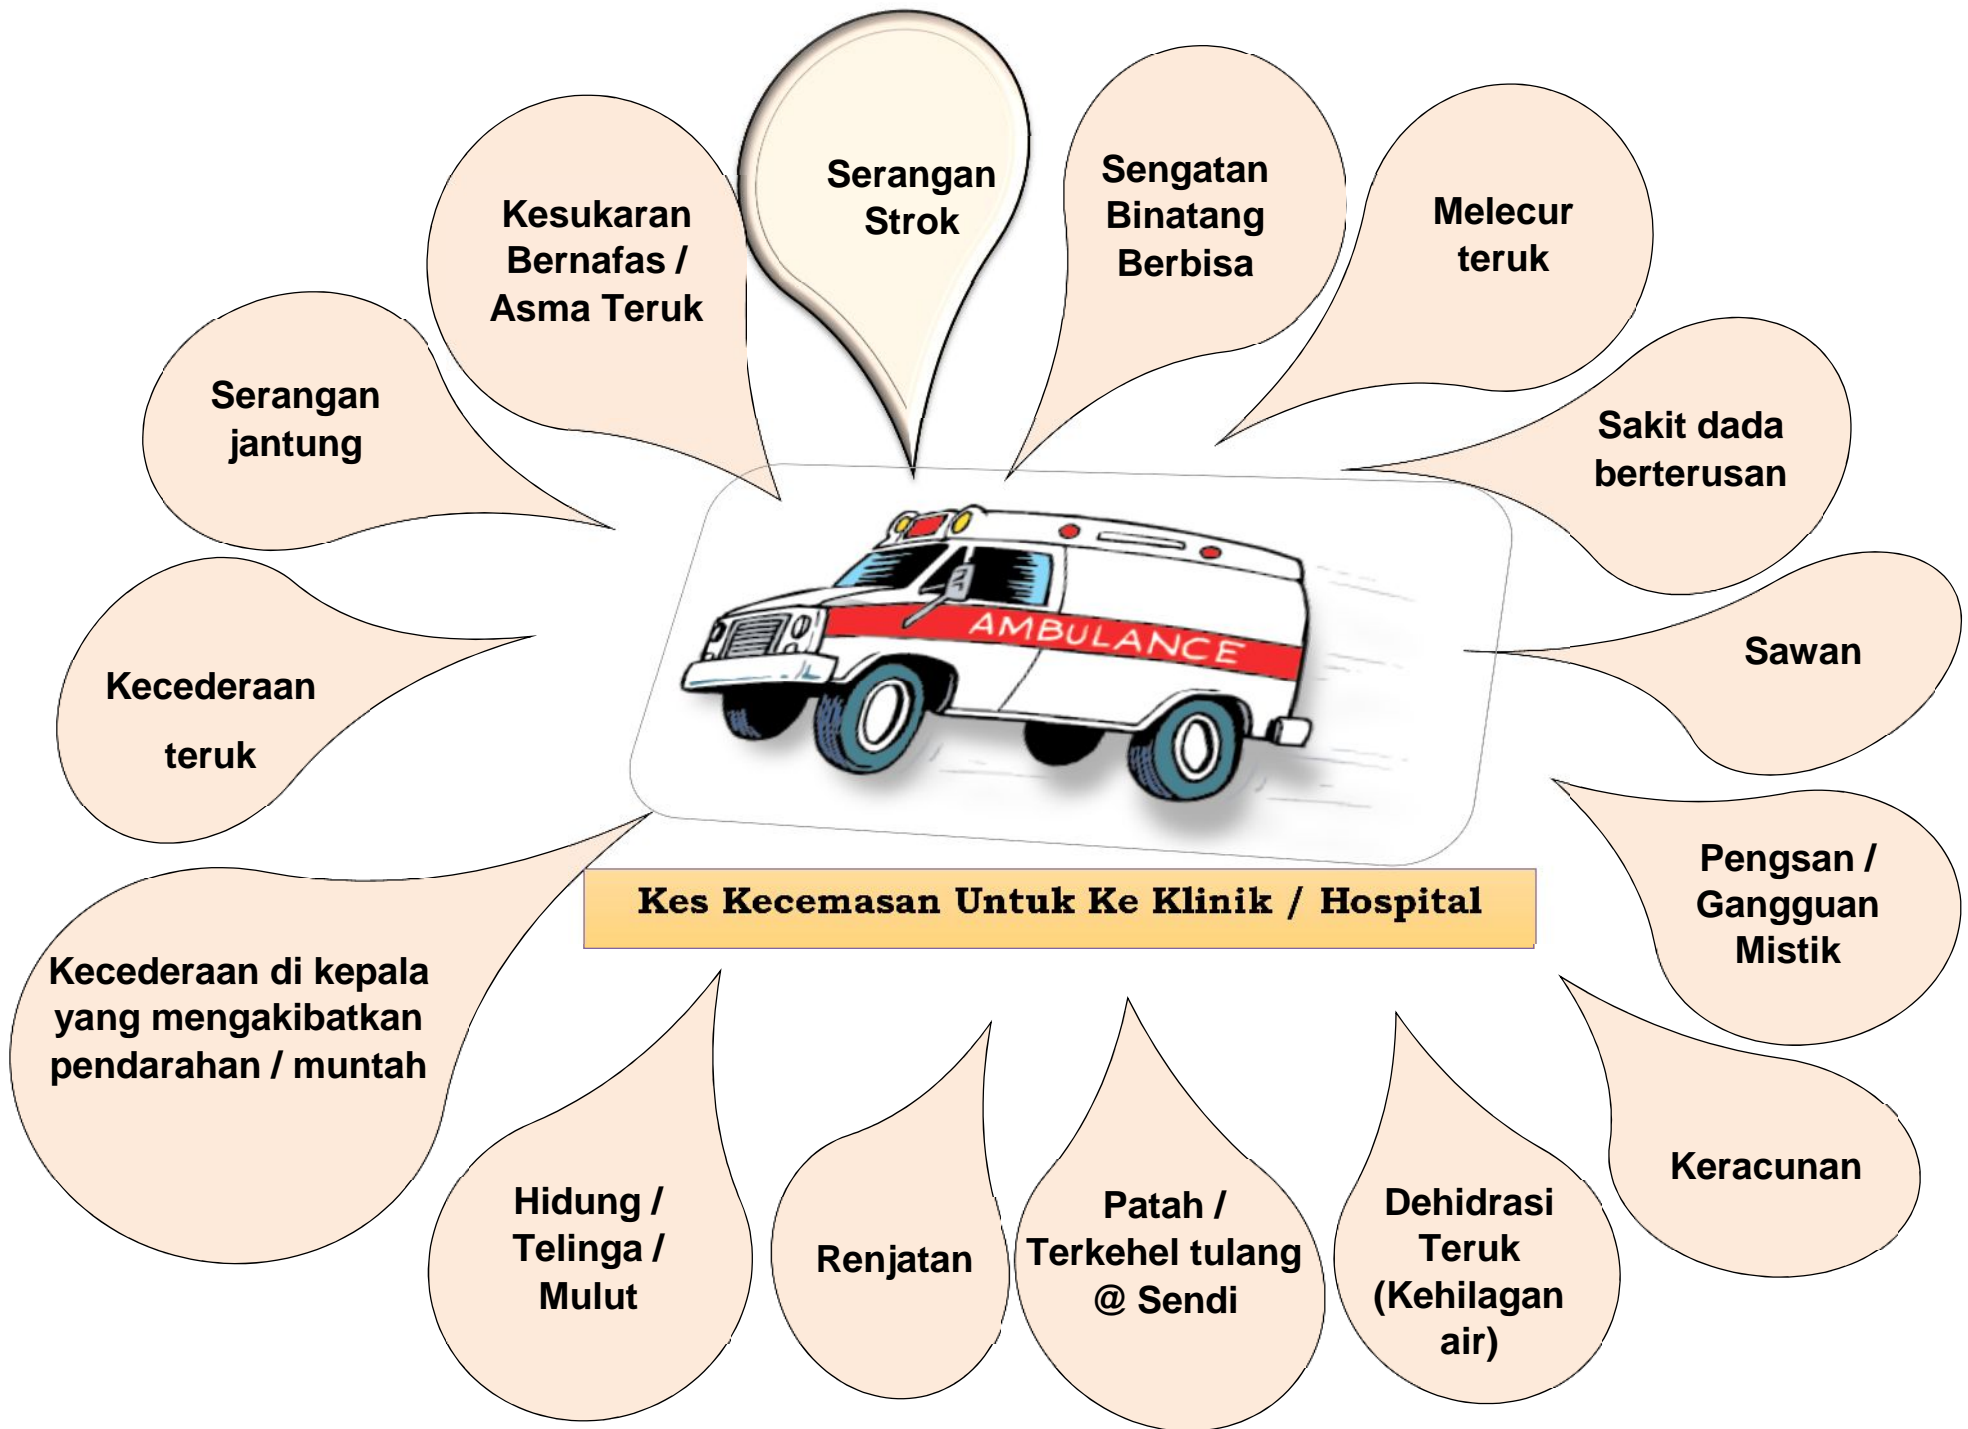 Serangan
Strok
Sengatan
Binatang
Berbisa
Melecur
teruk
Kesukaran
Bernafas /
Asma Teruk
Serangan
jantung
Sakit dada
berterusan
Sawan
Kecederaan
teruk
AMBULANCE
Pengsan /
Gangguan
Mistik
Kes Kecemasan Untuk Ke Klinik / Hospital
Kecederaan di kepala
yang mengakibatkan
pendarahan / muntah
Keracunan
Hidung /
Telinga /
Mulut
Renjatan
Patah /
Terkehel tulang
@ Sendi
Dehidrasi
Teruk
(Kehilagan
air)